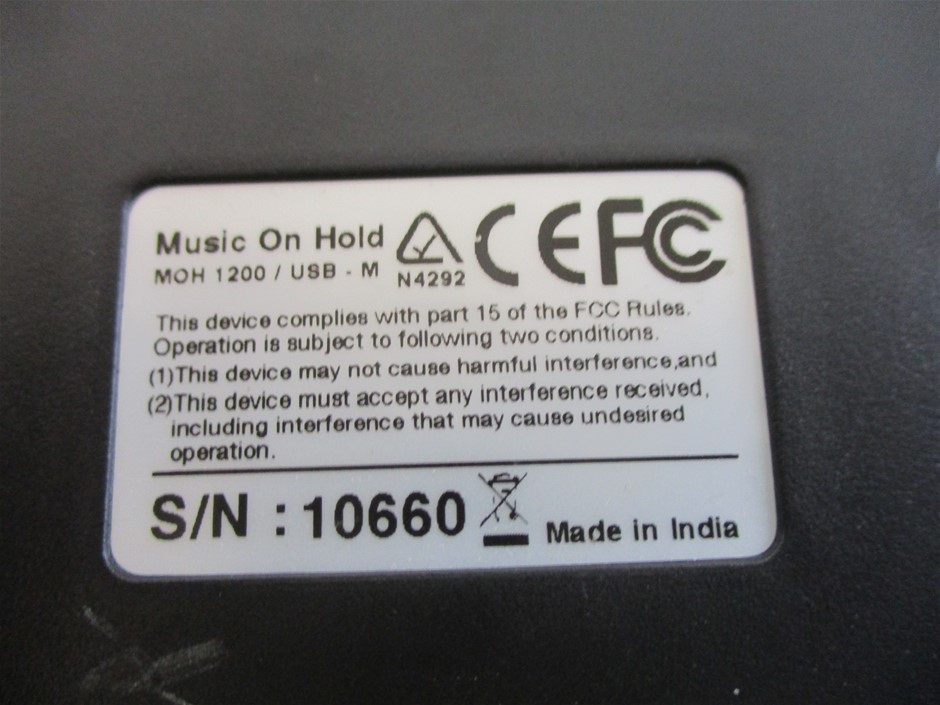 Music On Hold
MOH 1200 / USB - M
N4292
CE FC
This device complies with part 15 of the FCC Rules.
Operation is subject to following two conditions.
(1)This device may not cause harmful interference,and
(2)This device must accept any interference received,
including interference that may cause undesired
operation.
S/N : 10660
Made in India